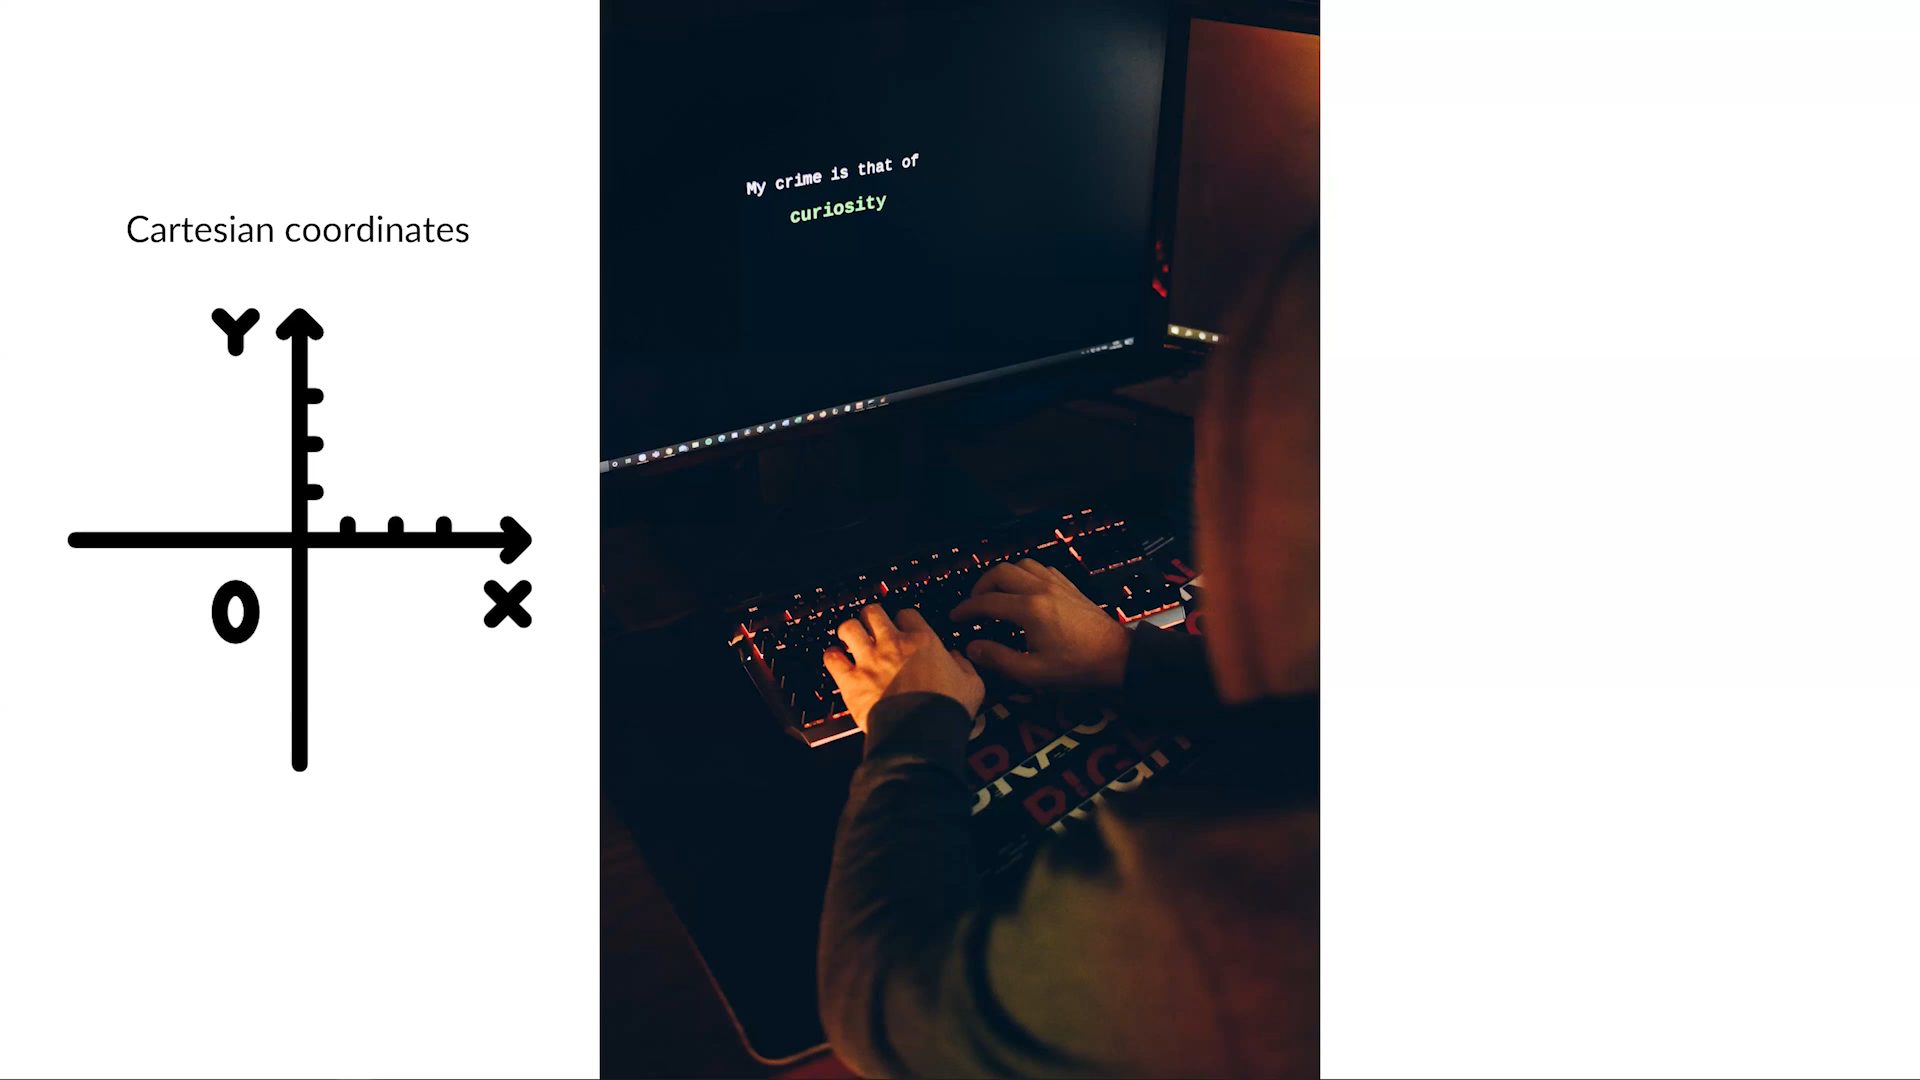 Cartesian coordinates
Y
0
X
My crime is that of
curiosity